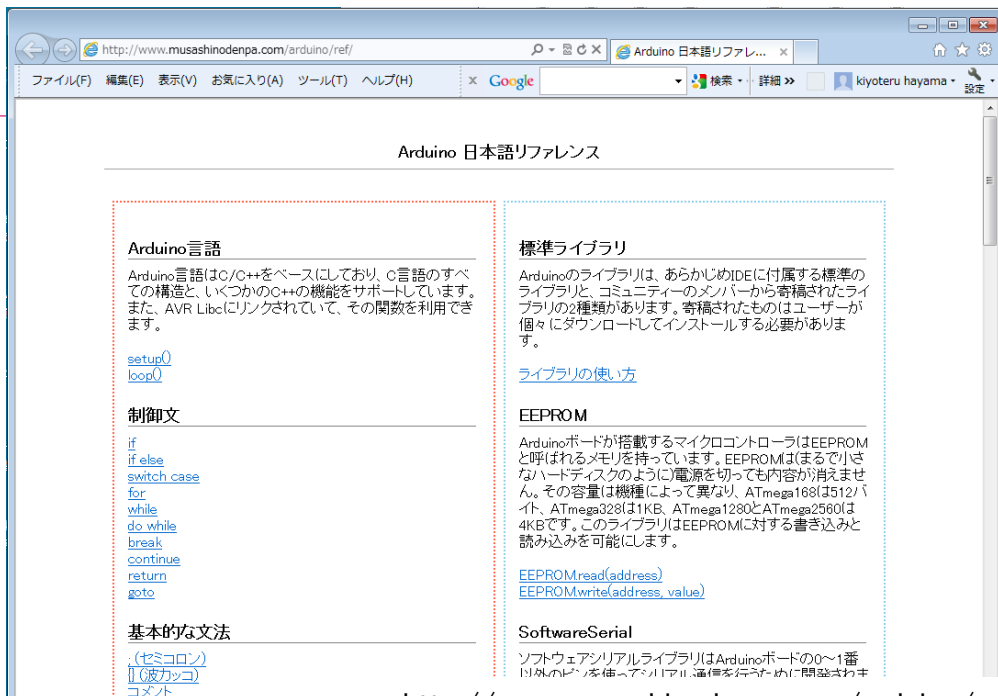 http://www.musashinodenpa.com/arduino/ref/
Arduino 日本語リファレ... ×
ファイル(F) 編集(E) 表示(V) お気に入り(A) ツール(T) ヘルプ(H)
x Google 検索 詳細 >> kiyoteru hayama 設定
Arduino 日本語リファレンス
Arduino言語
Arduino言語はC/C++をベースにしており、C言語のすべ
ての構造と、いくつかのC++の機能をサポートしています。
また、AVR Libcにリンクされていて、その関数を利用でき
ます。
setup()
loop()
制御文
if
if else
switch case
for
while
do while
break
continue
return
goto
基本的な文法
; (セミコロン)
{} (波カッコ)
コメント
標準ライブラリ
Arduinoのライブラリは、あらかじめIDEに付属する標準の
ライブラリと、コミュニティーのメンバーから寄稿されたライ
ブラリの2種類があります。寄稿されたものはユーザーが
個々にダウンロードしてインストールする必要がありま
す。
ライブラリの使い方
EEPROM
Arduinoボードが搭載するマイクロコントローラはEEPROM
と呼ばれるメモリを持っています。EEPROMは(まるで小さ
なハードディスクのように)電源を切っても内容が消えませ
ん。その容量は機種によって異なり、ATmega168は512バ
イト、ATmega328は1KB、ATmega1280とATmega2560は
4KBです。このライブラリはEEPROMに対する書き込みと
読み込みを可能にします。
EEPROM.read(address)
EEPROM.write(address, value)
SoftwareSerial
ソフトウェアシリアルライブラリはArduinoボードの0～1番
以外のピンを使ってシリアル通信を行うために開発されま